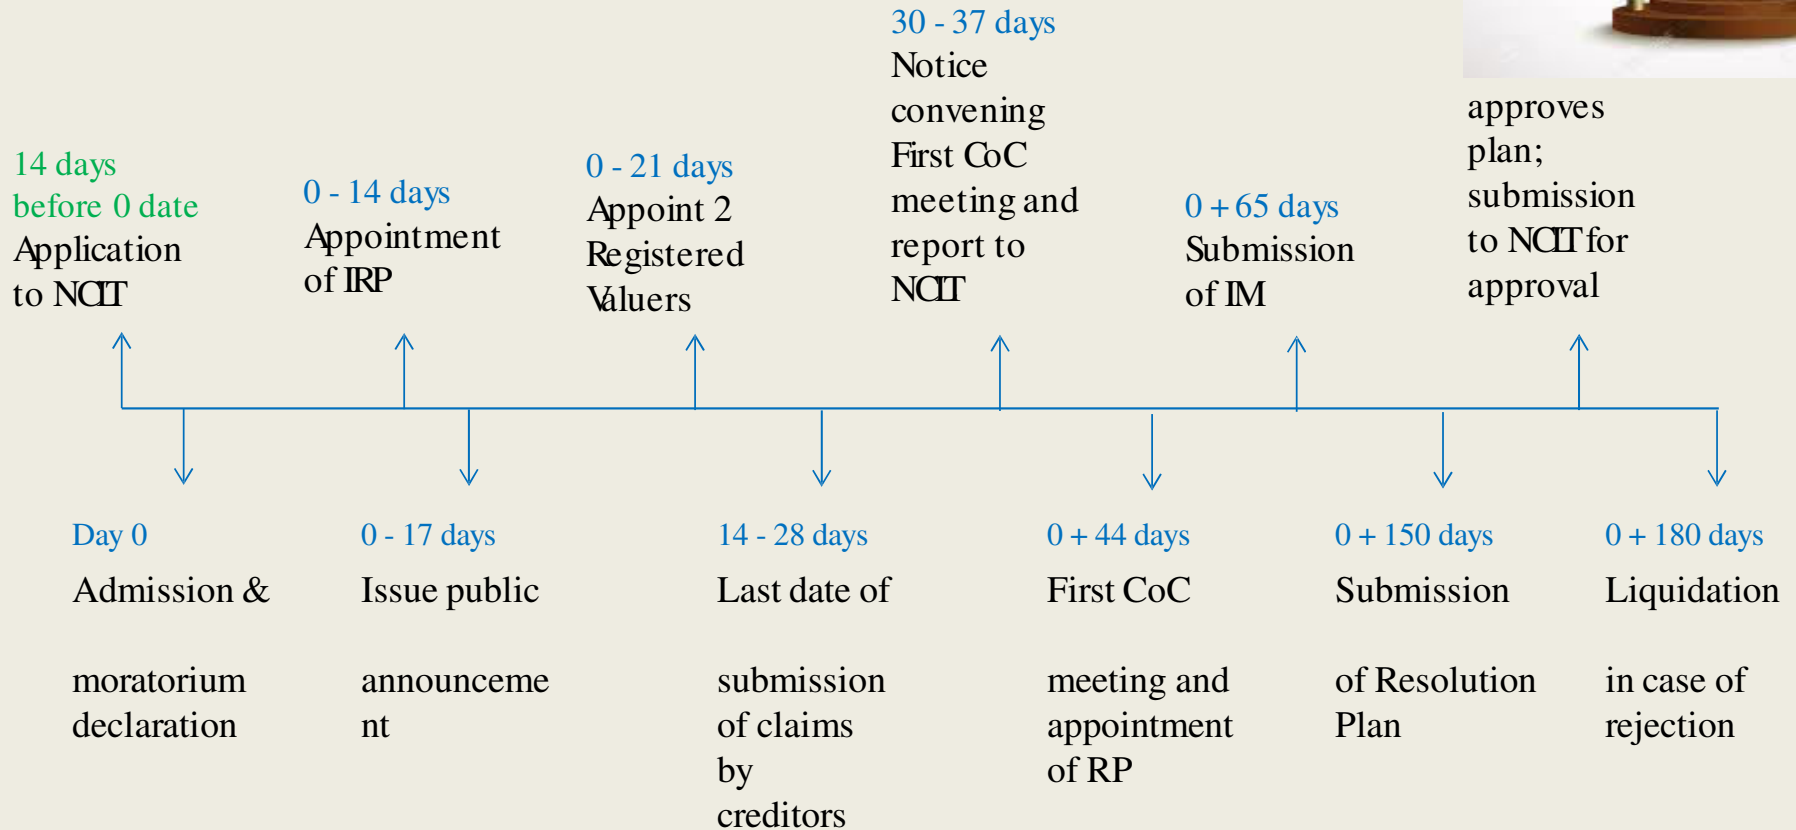 14 days
before 0 date
Application
to NCLT
0 - 14 days
Appointment
of IRP
0 - 21 days
Appoint 2
Registered
Valuers
30 - 37 days
Notice
convening
First CoC
meeting and
report to
NCLT
0 + 65 days
Submission
of IM
approves
plan;
submission
to NCLT for
approval
Day 0
Admission &
moratorium
declaration
0 - 17 days
Issue public
announceme
nt
14 - 28 days
Last date of
submission
of claims
by
creditors
0 + 44 days
First CoC
meeting and
appointment
of RP
0 + 150 days
Submission
of Resolution
Plan
0 + 180 days
Liquidation
in case of
rejection